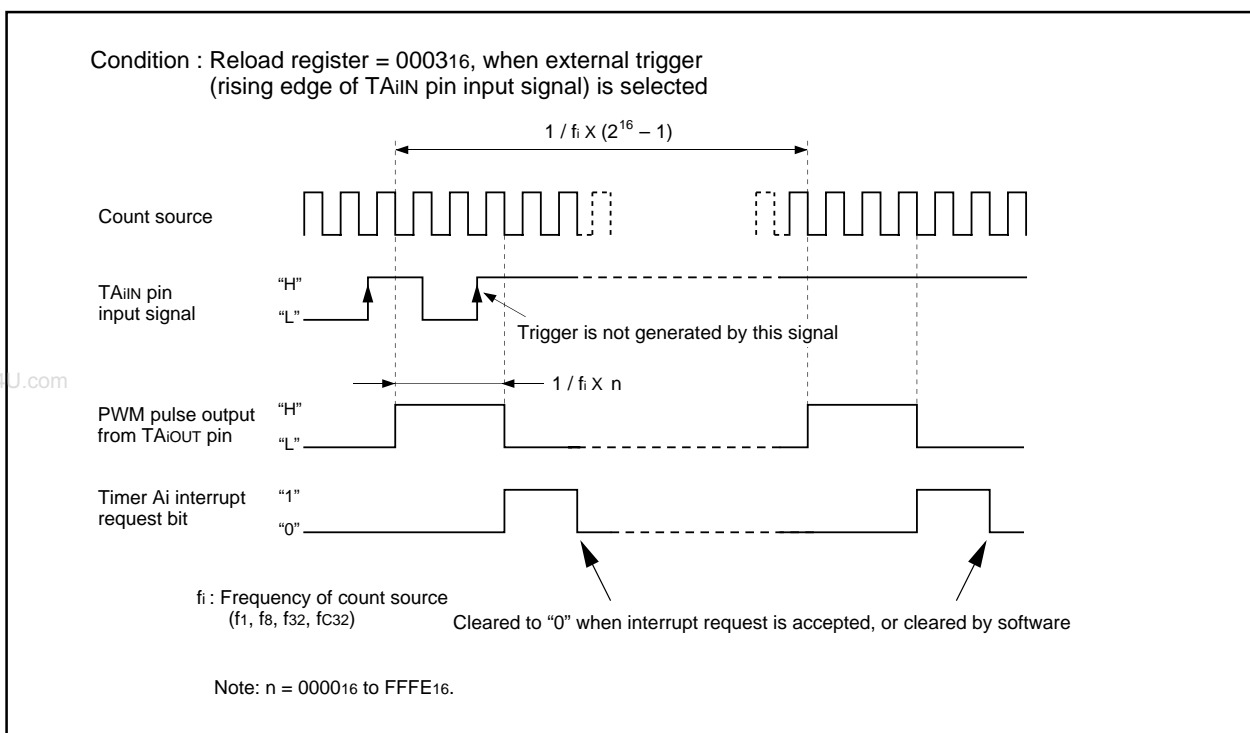 Condition : Reload register = 000316, when external trigger
(rising edge of TAiIN pin input signal) is selected
1 / fi X (2^16 – 1)
Count source
TAiIN pin
input signal
“H”
“L”
Trigger is not generated by this signal
4U.com
1 / fi X n
PWM pulse output
from TAiOUT pin
“H”
“L”
Timer Ai interrupt
request bit
“1”
“0”
fi : Frequency of count source
(f1, f8, f32, fC32)
Cleared to “0” when interrupt request is accepted, or cleared by software
Note: n = 000016 to FFFE16.